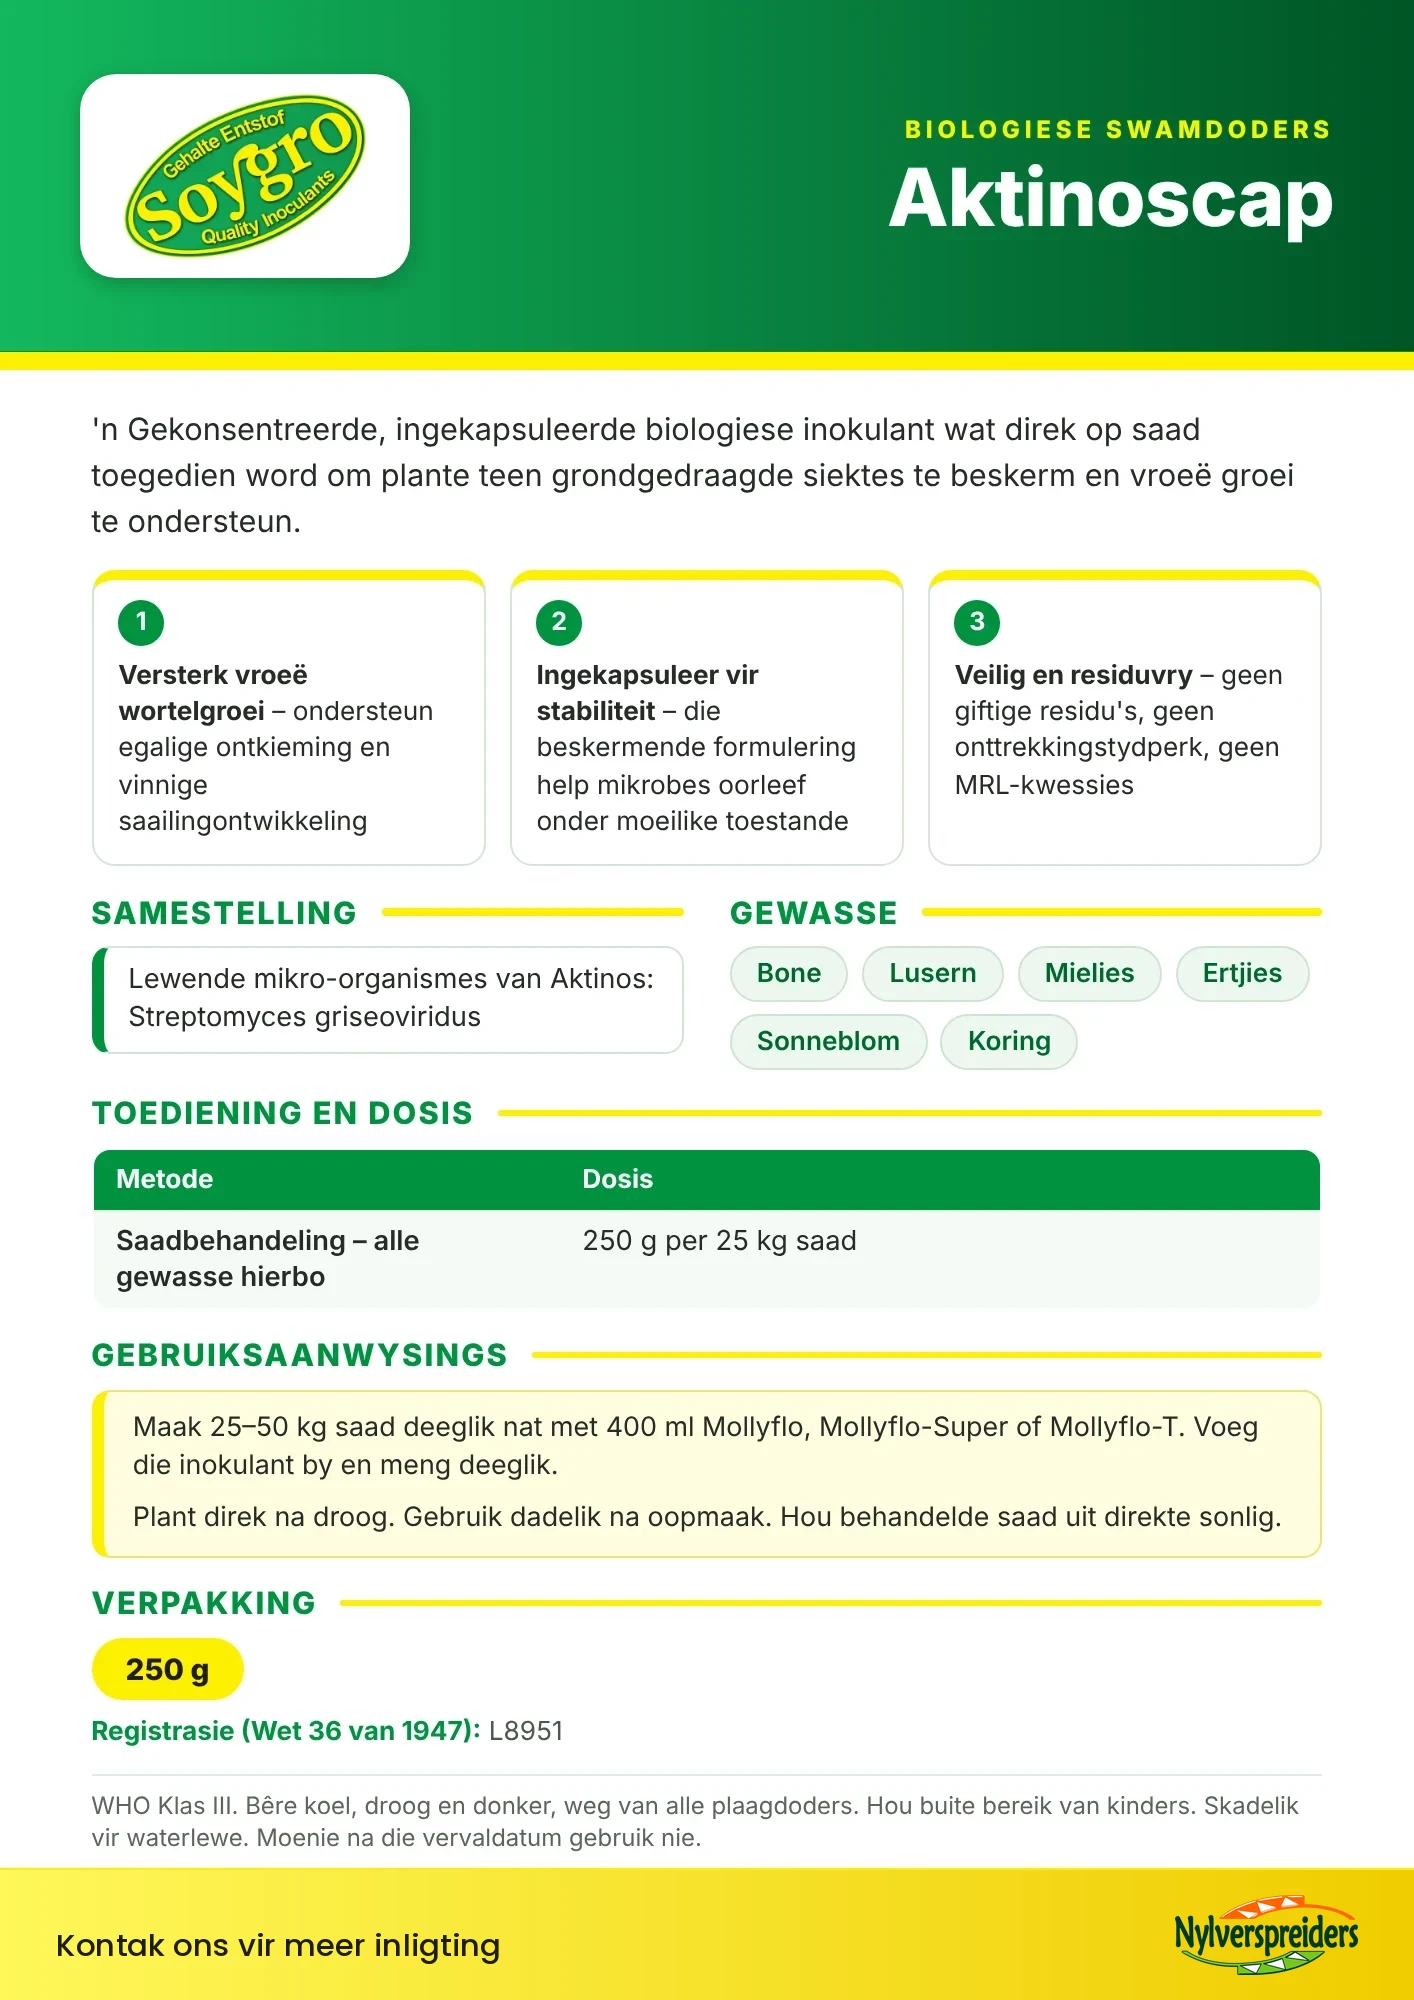 Gehalte Entstof
Soygro
Quality Inoculants
BIOLOGIESE SWAMDODERS
Aktinoscap
'n Gekonsentreerde, ingekapsuleerde biologiese inokulant wat direk op saad
toegedien word om plante teen grondgedraagde siektes te beskerm en vroeë groei
te ondersteun.
1
Versterk vroeë
wortelgroei – ondersteun
egalige ontkieming en
vinnige
saailingontwikkeling
2
Ingekapsuleer vir
stabiliteit – die
beskermende formulering
help mikrobes oorleef
onder moeilike toestande
3
Veilig en residuvry – geen
giftige residu's, geen
onttrekkingstydperk, geen
MRL-kwessies
SAMESTELLING
Lewende mikro-organismes van Aktinos:
Streptomyces griseoviridus
GEWASSE
Bone Lusern Mielies Ertjies
Sonneblom Koring
TOEDIENING EN DOSIS
Metode Dosis
Saadbehandeling – alle 250 g per 25 kg saad
gewasse hierbo
GEBRUIKSAANWYSINGS
Maak 25–50 kg saad deeglik nat met 400 ml Mollyflo, Mollyflo-Super of Mollyflo-T. Voeg
die inokulant by en meng deeglik.
Plant direk na droog. Gebruik dadelik na oopmaak. Hou behandelde saad uit direkte sonlig.
VERPAKKING
250 g
Registrasie (Wet 36 van 1947): L8951
WHO Klas III. Bêre koel, droog en donker, weg van alle plaagdoders. Hou buite bereik van kinders. Skadelik
vir waterlewe. Moenie na die vervaldatum gebruik nie.
Kontak ons vir meer inligting
Nylverspreiders